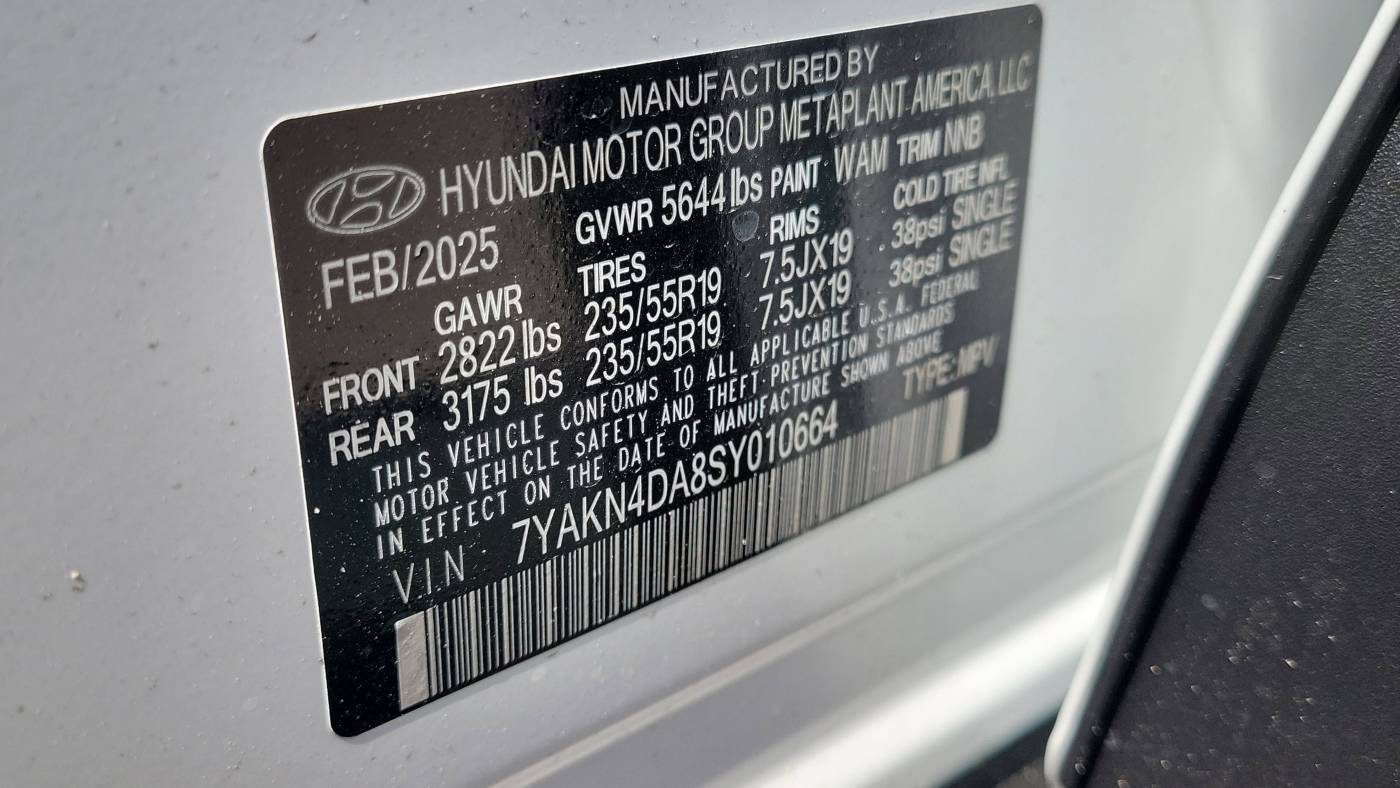 MANUFACTURED BY
HYUNDAI MOTOR GROUP METAPLANT AMERICA, LLC
FEB/2025 GVWR 5644 lbs PAINT WAM TRIM NNB
GAWR TIRES RIMS COLD TIRE INFL
FRONT 2822 lbs 235/55R19 7.5JX19 38psi SINGLE
REAR 3175 lbs 235/55R19 7.5JX19 38psi SINGLE
THIS VEHICLE CONFORMS TO ALL APPLICABLE U.S.A. FEDERAL
MOTOR VEHICLE SAFETY AND THEFT PREVENTION STANDARDS
IN EFFECT ON THE DATE OF MANUFACTURE SHOWN ABOVE
VIN 7YAKN4DA8SY010664 TYPE: MPV